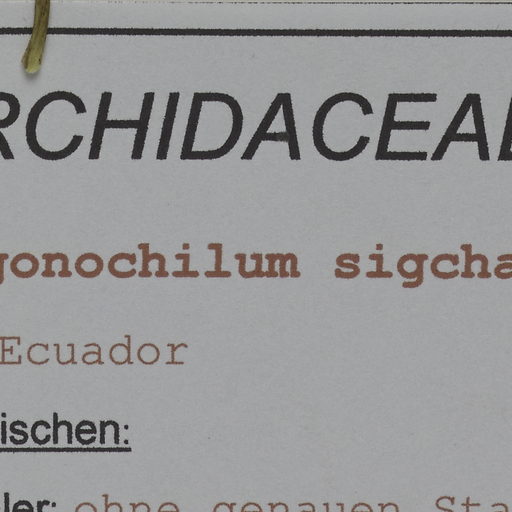 RCHIDACEAE
gonochilum sigcha
Ecuador
ischen:
ler: ohne genauen Sta